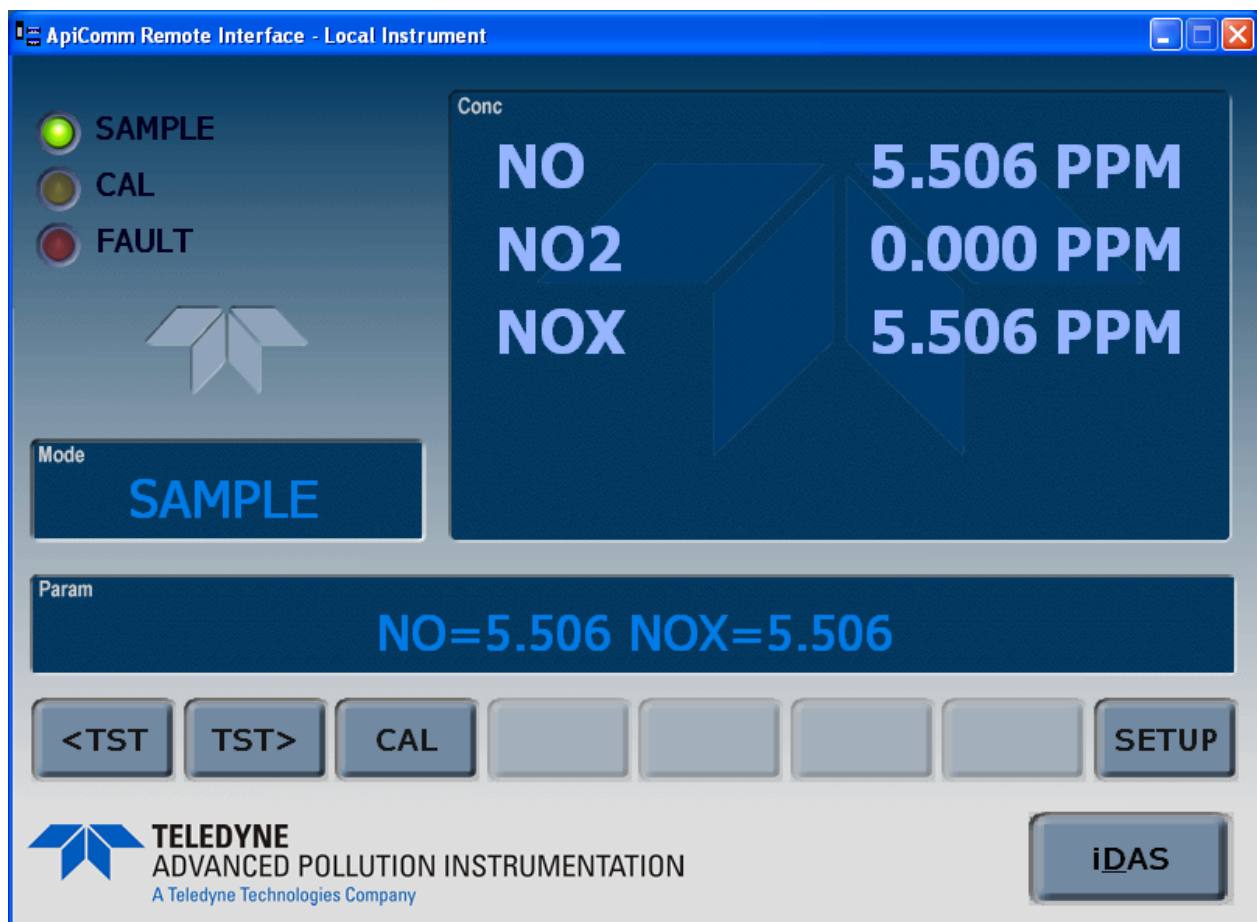 ApiComm Remote Interface - Local Instrument
SAMPLE
CAL
FAULT
Conc
NO 5.506 PPM
NO2 0.000 PPM
NOX 5.506 PPM
Mode
SAMPLE
Param
NO=5.506 NOX=5.506
<TST TST> CAL SETUP
TELEDYNE
ADVANCED POLLUTION INSTRUMENTATION
A Teledyne Technologies Company
iDAS